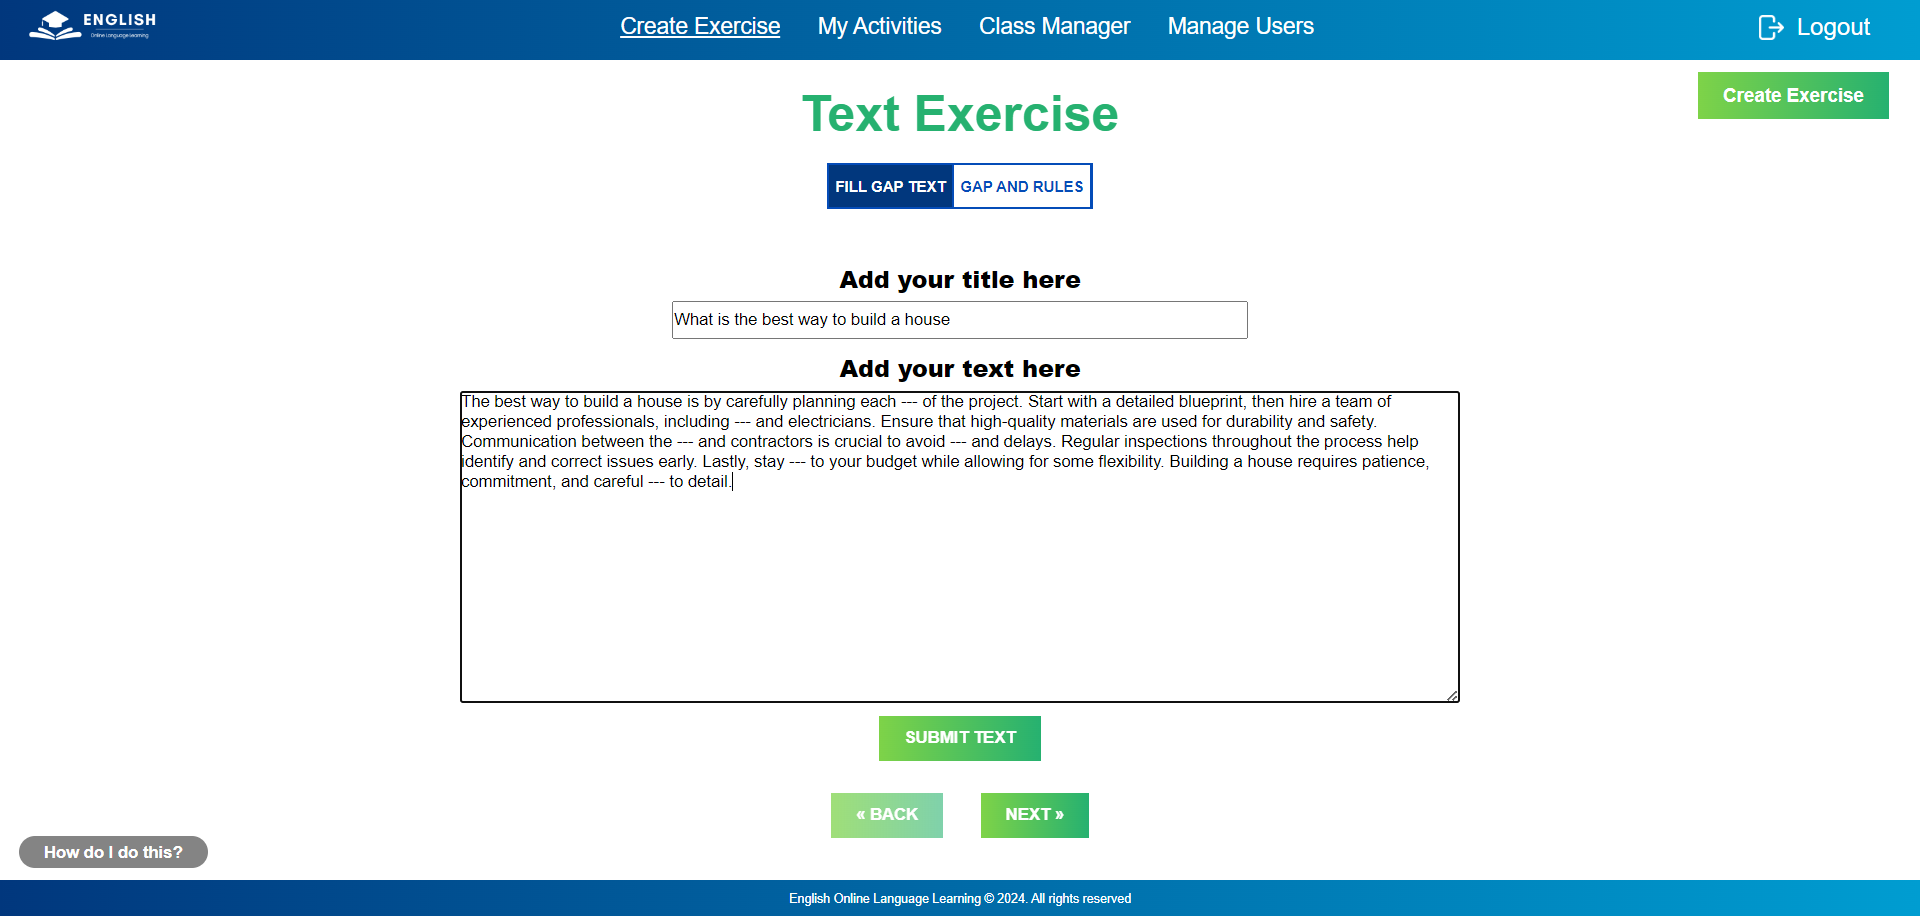 ENGLISH
Online Language Learning
Create Exercise
My Activities
Class Manager
Manage Users
Logout
Create Exercise
Text Exercise
FILL GAP TEXT
GAP AND RULES
Add your title here
What is the best way to build a house
Add your text here
The best way to build a house is by carefully planning each --- of the project. Start with a detailed blueprint, then hire a team of
experienced professionals, including --- and electricians. Ensure that high-quality materials are used for durability and safety.
Communication between the --- and contractors is crucial to avoid --- and delays. Regular inspections throughout the process help
identify and correct issues early. Lastly, stay --- to your budget while allowing for some flexibility. Building a house requires patience,
commitment, and careful --- to detail.
SUBMIT TEXT
« BACK
NEXT »
How do I do this?
English Online Language Learning © 2024. All rights reserved